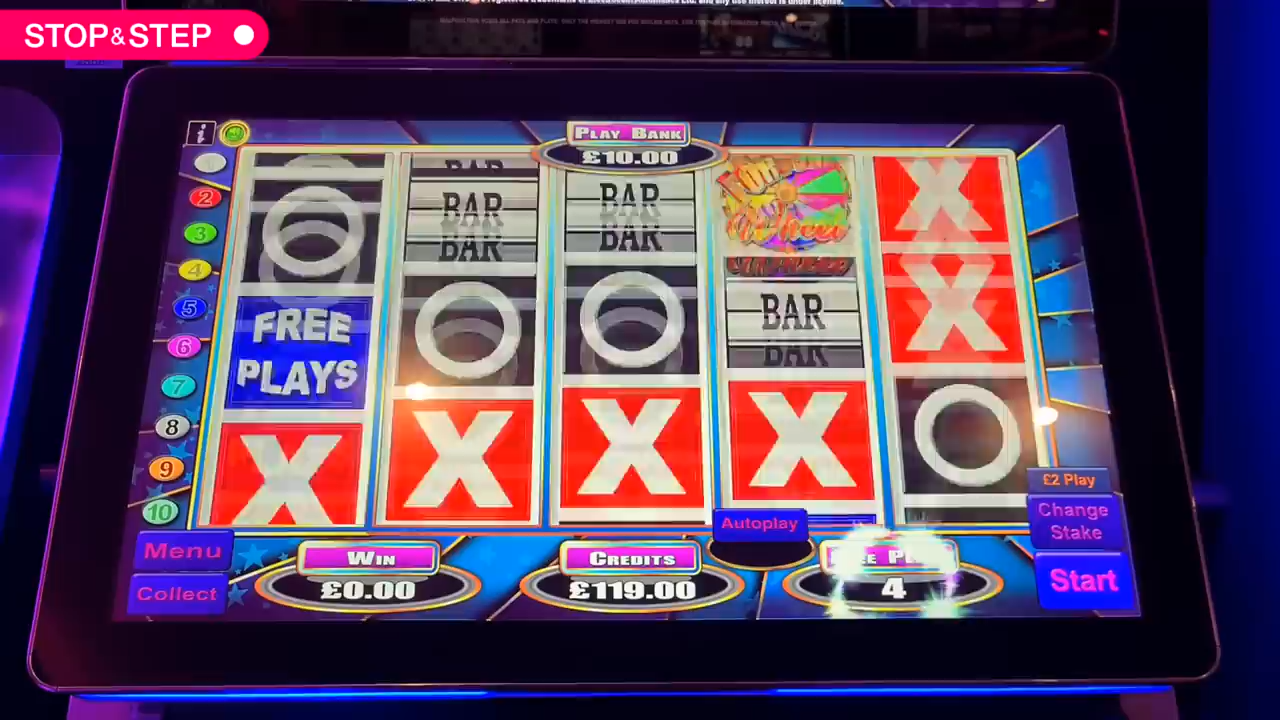 STOP&STEP
PLAY BANK
£10.00
i
2
3
4
5
6
7
8
9
10
BAR
BAR
BAR
BAR
BAR
Wheel
X
X
FREE
PLAYS
BAR
BAR
X
X
X
X
£2 Play
Change
Stake
Start
Autoplay
Menu
Collect
WIN
£0.00
CREDITS
£119.00
4